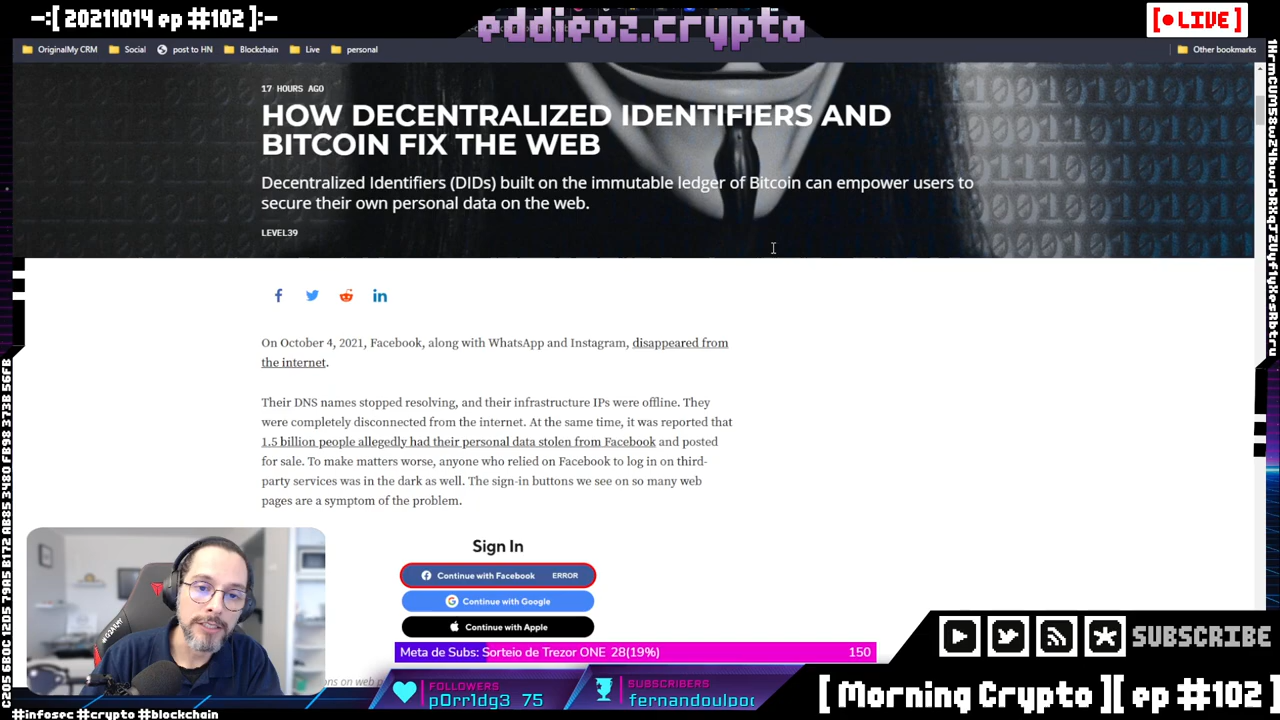 -:[ 20211014 ep #102 ]:-
eddieoz.crypto
[●LIVE]
OriginalMy CRM
Social
post to HN
Blockchain
Live
personal
Other bookmarks
17 HOURS AGO
HOW DECENTRALIZED IDENTIFIERS AND
BITCOIN FIX THE WEB
Decentralized Identifiers (DIDs) built on the immutable ledger of Bitcoin can empower users to
secure their own personal data on the web.
LEVEL39
On October 4, 2021, Facebook, along with WhatsApp and Instagram, disappeared from
the internet.
Their DNS names stopped resolving, and their infrastructure IPs were offline. They
were completely disconnected from the internet. At the same time, it was reported that
1.5 billion people allegedly had their personal data stolen from Facebook and posted
for sale. To make matters worse, anyone who relied on Facebook to log in on third-
party services was in the dark as well. The sign-in buttons we see on so many web
pages are a symptom of the problem.
Sign In
Continue with Facebook ERROR
Continue with Google
Continue with Apple
Meta de Subs: Sorteio de Trezor ONE 28(19%) 150
FOLLOWERS
p0rr1dg3 75
SUBSCRIBERS
SUBSCRIBE
[ Morning Crypto ][ ep #102 ]
#infosec #crypto #blockchain